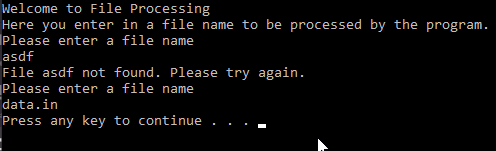 Welcome to File Processing
Here you enter in a file name to be processed by the program.
Please enter a file name
asdf
File asdf not found. Please try again.
Please enter a file name
data.in
Press any key to continue . . .